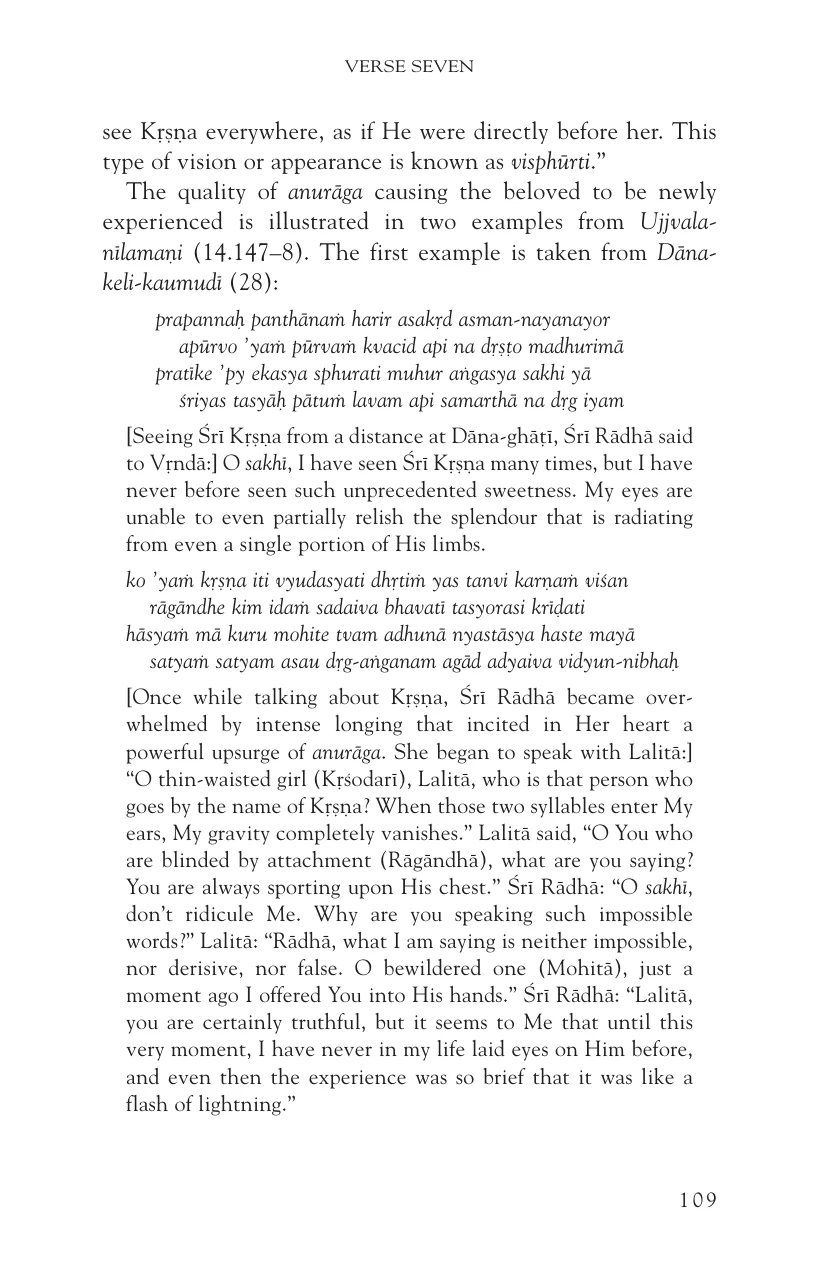 VERSE SEVEN
see Kṛṣṇa everywhere, as if He were directly before her. This
type of vision or appearance is known as visphūrti.”
The quality of anurāga causing the beloved to be newly
experienced is illustrated in two examples from Ujjvala-
nīlamaṇi (14.147–8). The first example is taken from Dāna-
keli-kaumudī (28):
prapannaḥ panthānaṁ harir asakṛd asman-nayanayor
apūrvo ’yaṁ pūrvaṁ kvacid api na dṛṣṭo madhurimā
pratīke ’py ekasya sphurati muhur aṅgasya sakhi yā
śriyas tasyāḥ pātuṁ lavam api samarthā na dṛg iyam
[Seeing Śrī Kṛṣṇa from a distance at Dāna-ghāṭī, Śrī Rādhā said
to Vṛndā:] O sakhī, I have seen Śrī Kṛṣṇa many times, but I have
never before seen such unprecedented sweetness. My eyes are
unable to even partially relish the splendour that is radiating
from even a single portion of His limbs.
ko ’yaṁ kṛṣṇa iti vyudasyati dhṛtiṁ yas tanvi karṇaṁ viśan
rāgāndhe kim idaṁ sadaiva bhavatī tasyorasi krīḍati
hāsyaṁ mā kuru mohite tvam adhunā nyastāsya haste mayā
satyaṁ satyam asau dṛg-aṅganam agād adyaiva vidyun-nibhaḥ
[Once while talking about Kṛṣṇa, Śrī Rādhā became over-
whelmed by intense longing that incited in Her heart a
powerful upsurge of anurāga. She began to speak with Lalitā:]
“O thin-waisted girl (Kṛśodarī), Lalitā, who is that person who
goes by the name of Kṛṣṇa? When those two syllables enter My
ears, My gravity completely vanishes.” Lalitā said, “O You who
are blinded by attachment (Rāgāndhā), what are you saying?
You are always sporting upon His chest.” Śrī Rādhā: “O sakhī,
don’t ridicule Me. Why are you speaking such impossible
words?” Lalitā: “Rādhā, what I am saying is neither impossible,
nor derisive, nor false. O bewildered one (Mohitā), just a
moment ago I offered You into His hands.” Śrī Rādhā: “Lalitā,
you are certainly truthful, but it seems to Me that until this
very moment, I have never in my life laid eyes on Him before,
and even then the experience was so brief that it was like a
flash of lightning.”
109